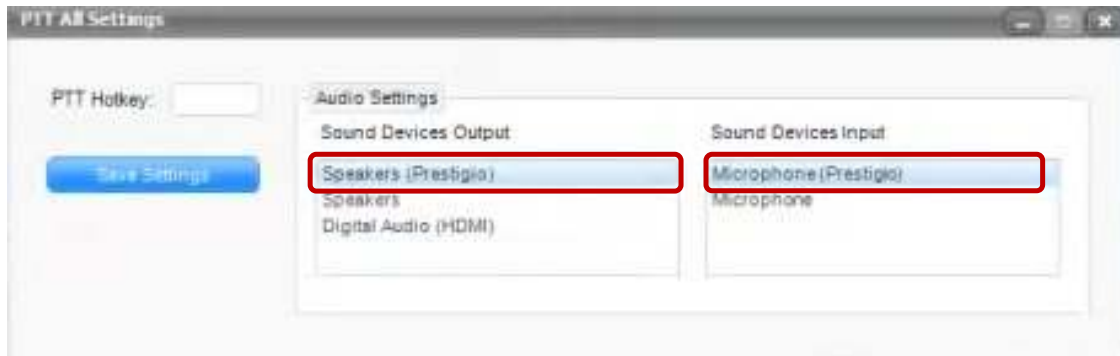 PTT All Settings
PTT Hotkey:
Save Settings
Audio Settings
Sound Devices Output
Speakers (Prestigio)
Speakers
Digital Audio (HDMI)
Sound Devices Input
Microphone (Prestigio)
Microphone